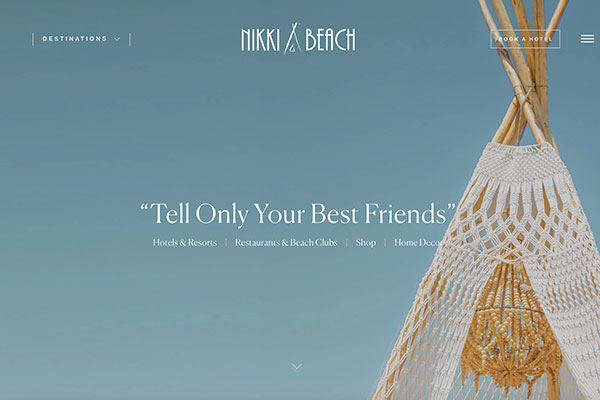 DESTINATIONS
NIKKI BEACH
BOOK A HOTEL
“Tell Only Your Best Friends”
Hotels & Resorts | Restaurants & Beach Clubs | Shop | Home Decor